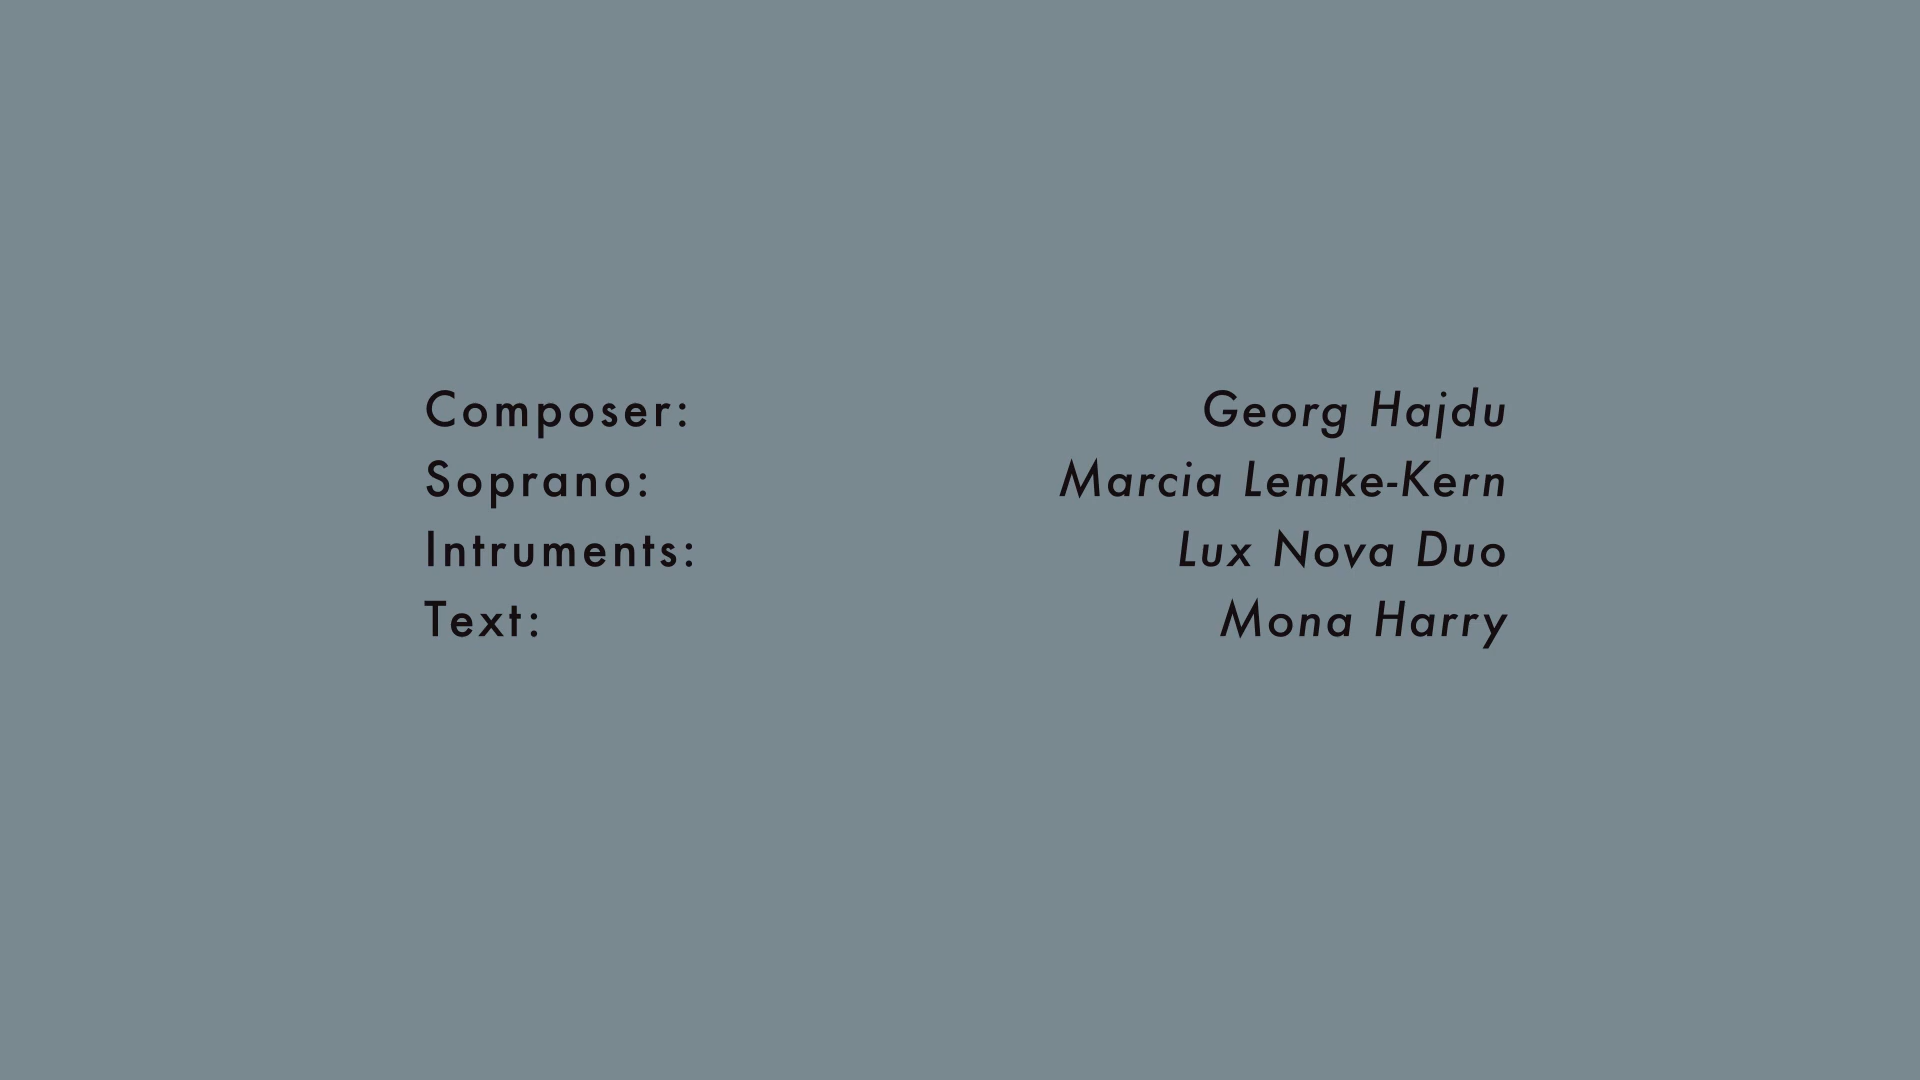 Composer: Georg Hajdu
Soprano: Marcia Lemke-Kern
Intruments: Lux Nova Duo
Text: Mona Harry